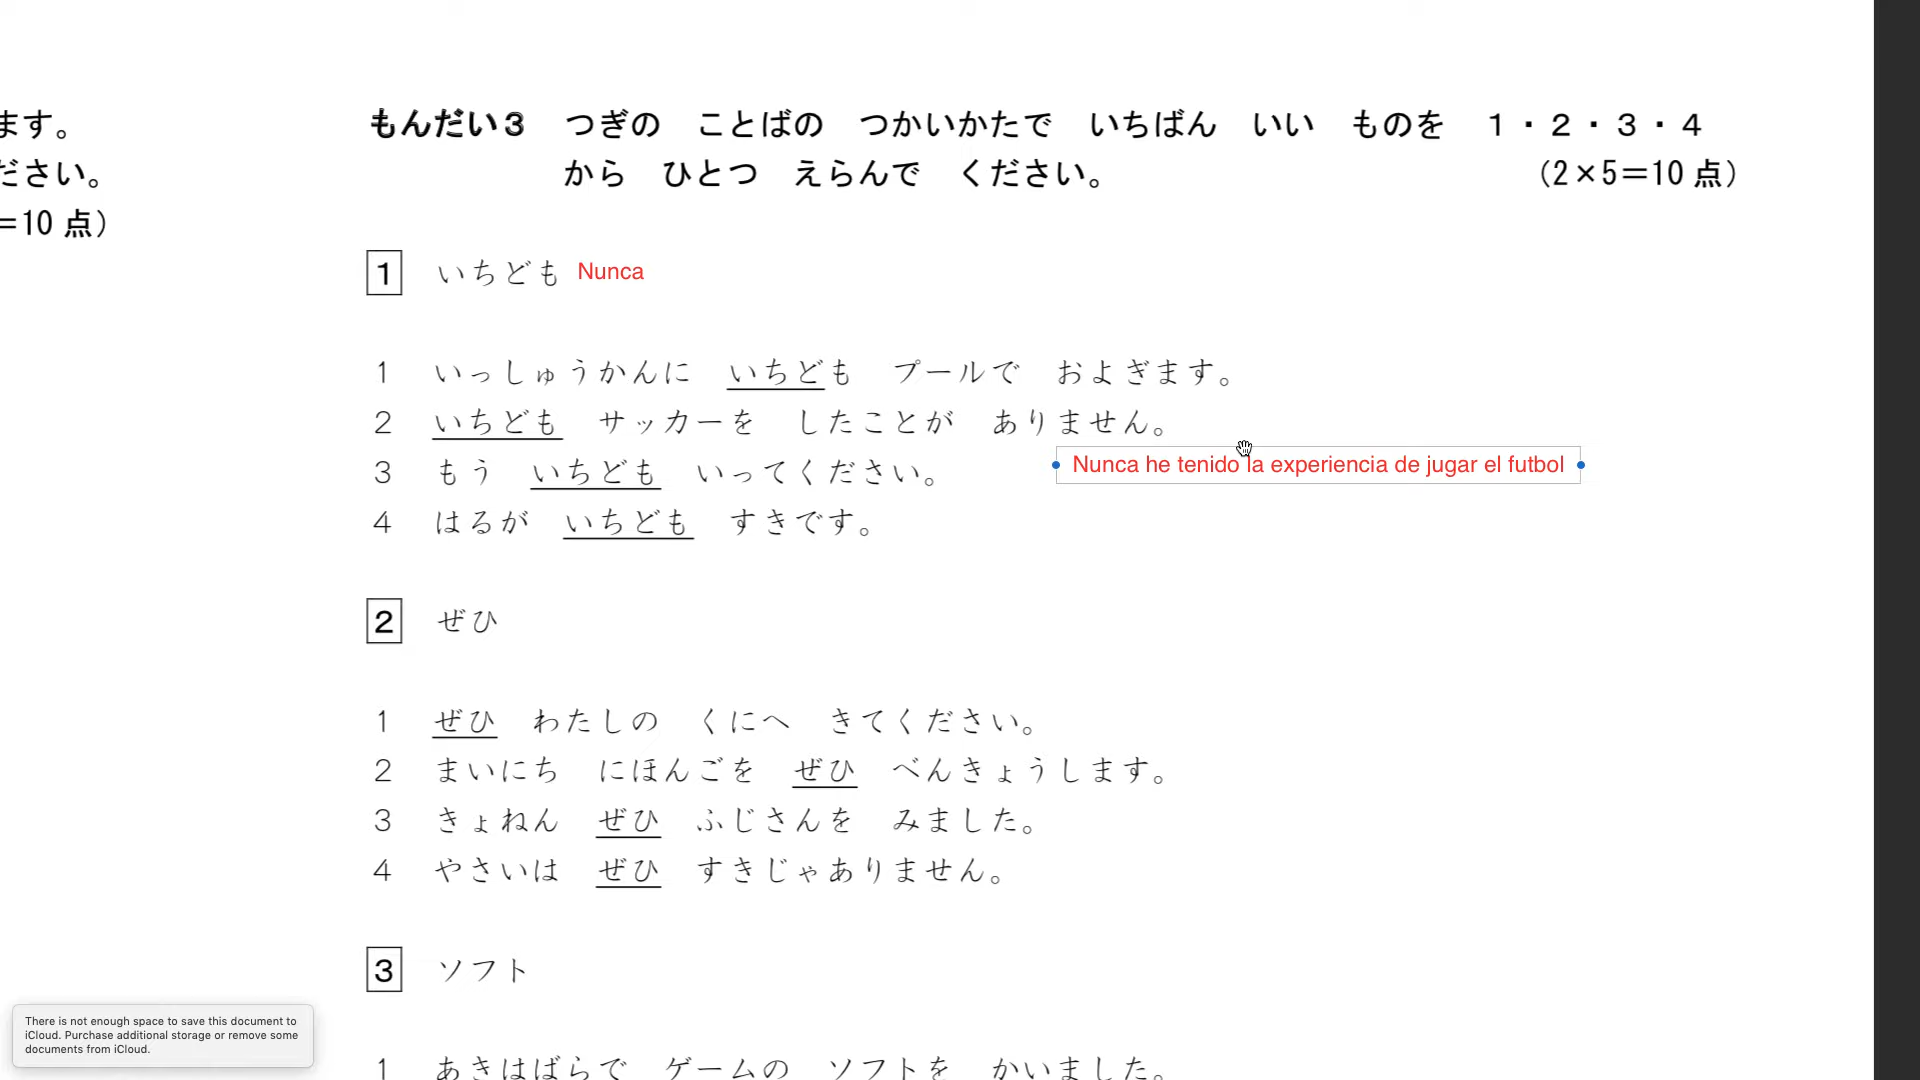 ます。
ださい。
＝10 点）
もんだい３　つぎの　ことばの　つかいかたで　いちばん　いい　ものを　１・２・３・４
から　ひとつ　えらんで　ください。　（2×5＝10 点）
1　いちども　Nunca
1　いっしゅうかんに　いちども　プールで　およぎます。
2　いちども　サッカーを　したことが　ありません。
Nunca he tenido la experiencia de jugar el futbol
3　もう　いちども　いってください。
4　はるが　いちども　すきです。
2　ぜひ
1　ぜひ　わたしの　くにへ　きてください。
2　まいにち　にほんごを　ぜひ　べんきょうします。
3　きょねん　ぜひ　ふじさんを　みました。
4　やさいは　ぜひ　すきじゃありません。
3　ソフト
There is not enough space to save this document to
iCloud. Purchase additional storage or remove some
documents from iCloud.
1　あきはばらで　ゲームの　ソフトを　かいました。